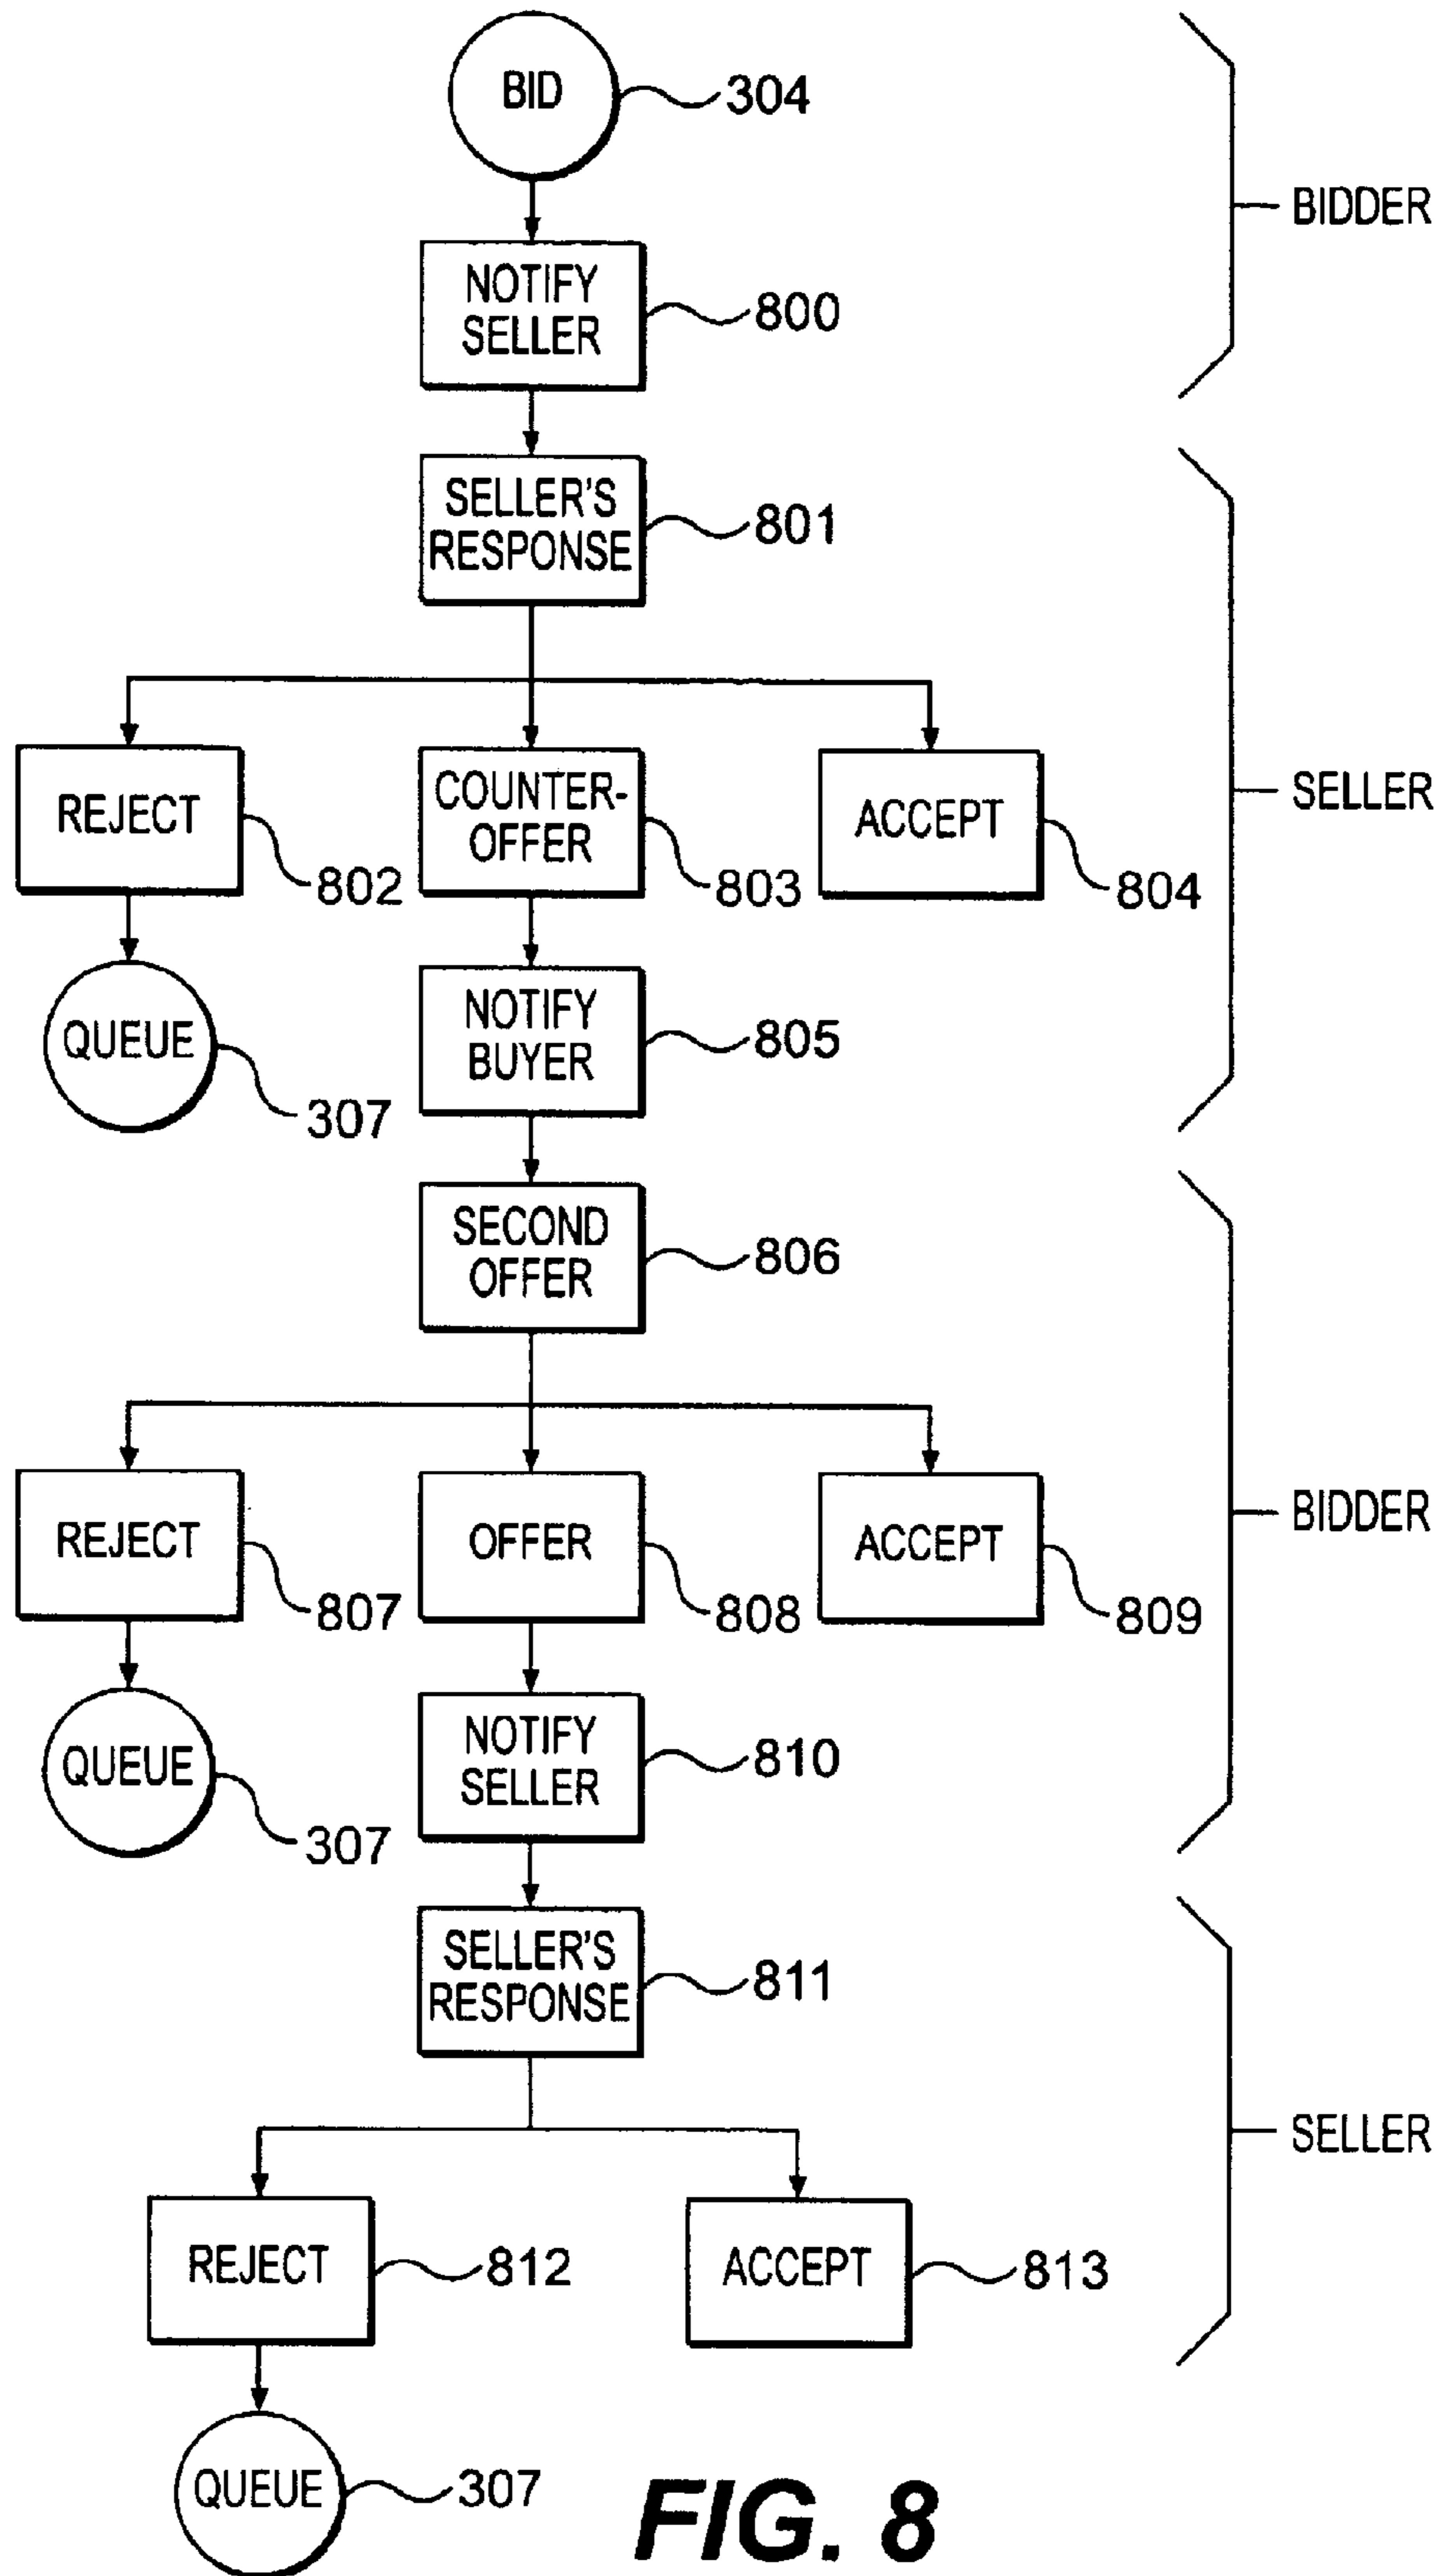 BID
304
BIDDER
NOTIFY
SELLER
800
SELLER'S
RESPONSE
801
REJECT
802
COUNTER-
OFFER
803
ACCEPT
804
SELLER
QUEUE
307
NOTIFY
BUYER
805
SECOND
OFFER
806
REJECT
807
OFFER
808
ACCEPT
809
BIDDER
QUEUE
307
NOTIFY
SELLER
810
SELLER'S
RESPONSE
811
SELLER
REJECT
812
ACCEPT
813
QUEUE
307
FIG. 8